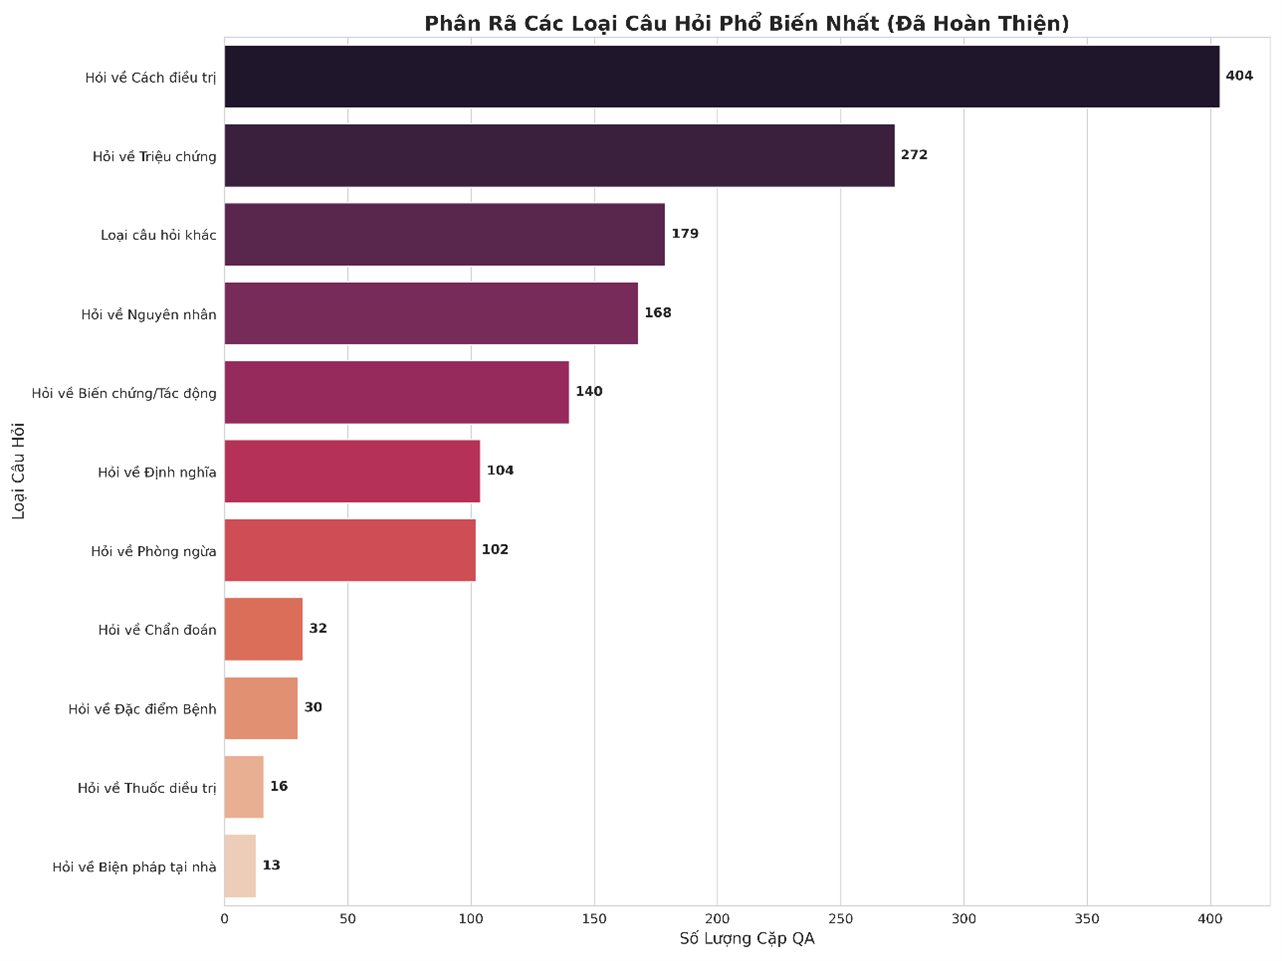 Phân Rã Các Loại Câu Hỏi Phổ Biến Nhất (Đã Hoàn Thiện)
Hỏi về Cách điều trị 404
Hỏi về Triệu chứng 272
Loại câu hỏi khác 179
Hỏi về Nguyên nhân 168
Hỏi về Biến chứng/Tác động 140
Hỏi về Định nghĩa 104
Hỏi về Phòng ngừa 102
Hỏi về Chẩn đoán 32
Hỏi về Đặc điểm Bệnh 30
Hỏi về Thuốc điều trị 16
Hỏi về Biện pháp tại nhà 13
Loại Câu Hỏi
0 50 100 150 200 250 300 350 400
Số Lượng Cặp QA